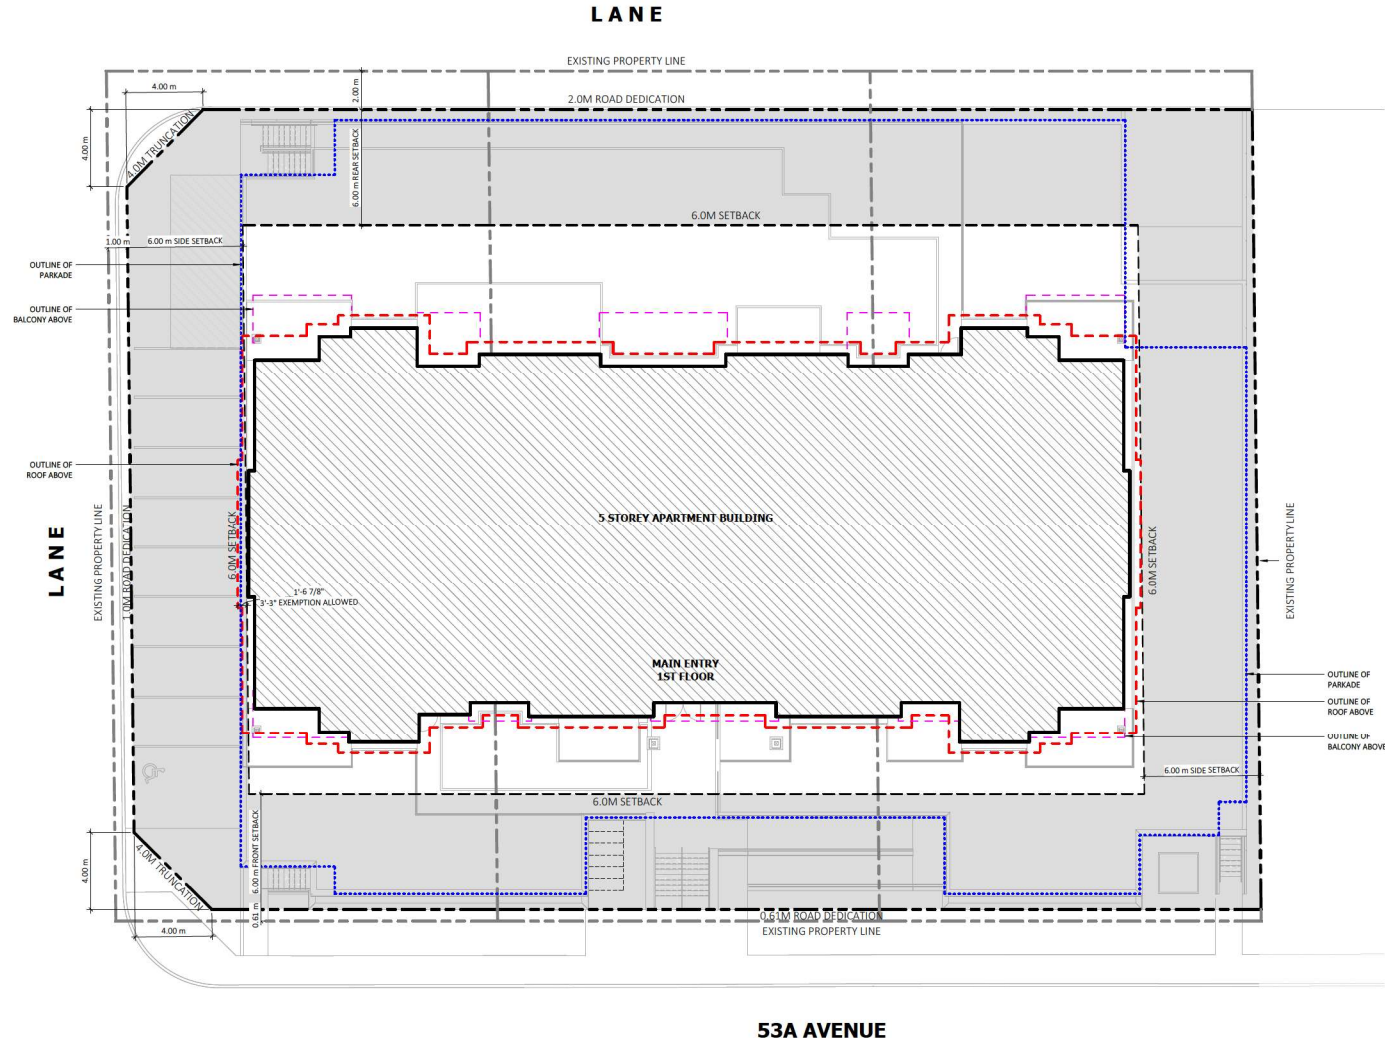 LANE
EXISTING PROPERTY LINE
4.00 m
2.00 m
2.0M ROAD DEDICATION
4.00 m
4.0M TRUNCATION
6.00 m REAR SETBACK
6.0M SETBACK
1.00 m
6.00 m SIDE SETBACK
OUTLINE OF
PARKADE
OUTLINE OF
BALCONY ABOVE
OUTLINE OF
ROOF ABOVE
LANE
EXISTING PROPERTY LINE
1.0M ROAD DEDICATION
6.0M SETBACK
5 STOREY APARTMENT BUILDING
6.0M SETBACK
EXISTING PROPERTY LINE
1'-6 7/8"
3'-3" EXEMPTION ALLOWED
MAIN ENTRY
1ST FLOOR
OUTLINE OF
PARKADE
OUTLINE OF
ROOF ABOVE
OUTLINE OF
BALCONY ABOVE
6.00 m SIDE SETBACK
6.0M SETBACK
4.00 m
4.0M TRUNCATION
6.00 m FRONT SETBACK
0.61 m
4.00 m
0.61M ROAD DEDICATION
EXISTING PROPERTY LINE
53A AVENUE